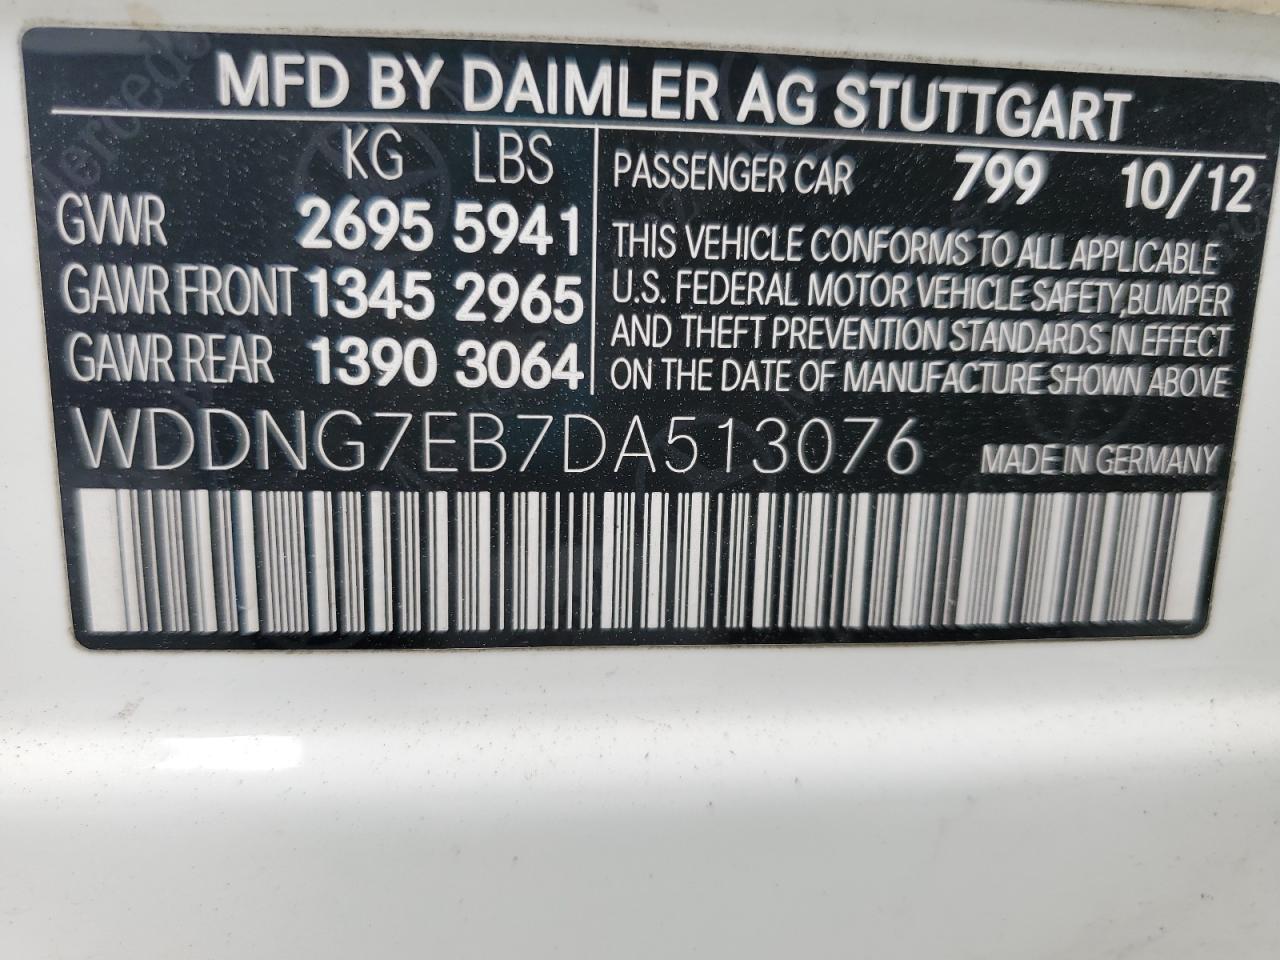 MFD BY DAIMLER AG STUTTGART
KG LBS
GVWR 2695 5941
GAWR FRONT 1345 2965
GAWR REAR 1390 3064
PASSENGER CAR 799 10/12
THIS VEHICLE CONFORMS TO ALL APPLICABLE
U.S. FEDERAL MOTOR VEHICLE SAFETY,BUMPER
AND THEFT PREVENTION STANDARDS IN EFFECT
ON THE DATE OF MANUFACTURE SHOWN ABOVE
WDDNG7EB7DA513076 MADE IN GERMANY